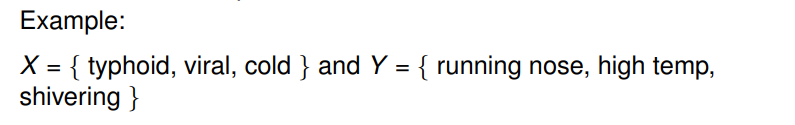 Example:
X = { typhoid, viral, cold } and Y = { running nose, high temp,
shivering }